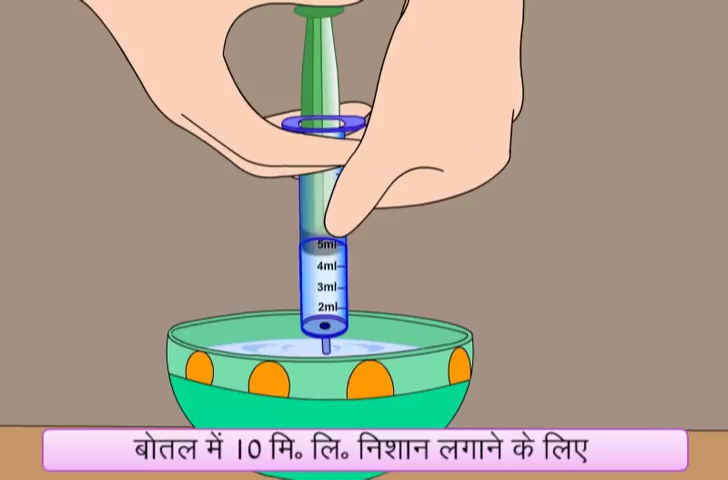 5ml
4ml
3ml
2ml
बोतल में 10 मि॰ लि॰ निशान लगाने के लिए